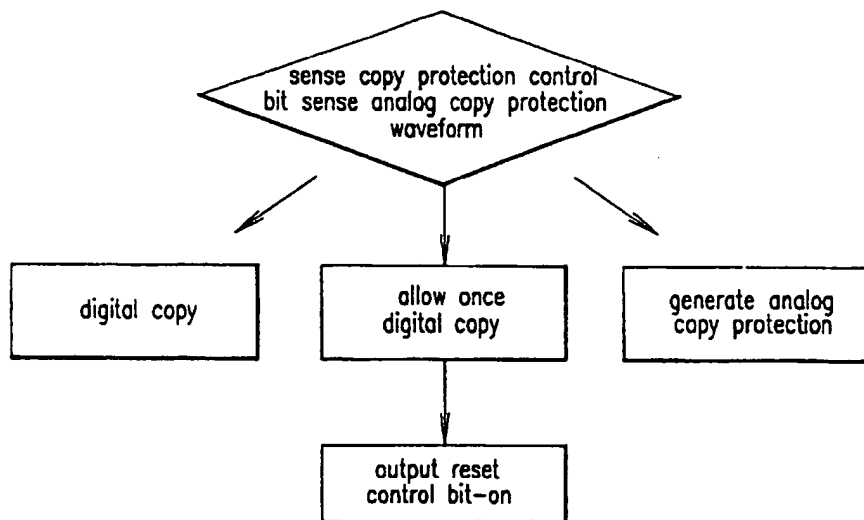 sense copy protection control
bit sense analog copy protection
waveform
digital copy
allow once
digital copy
generate analog
copy protection
output reset
control bit-on